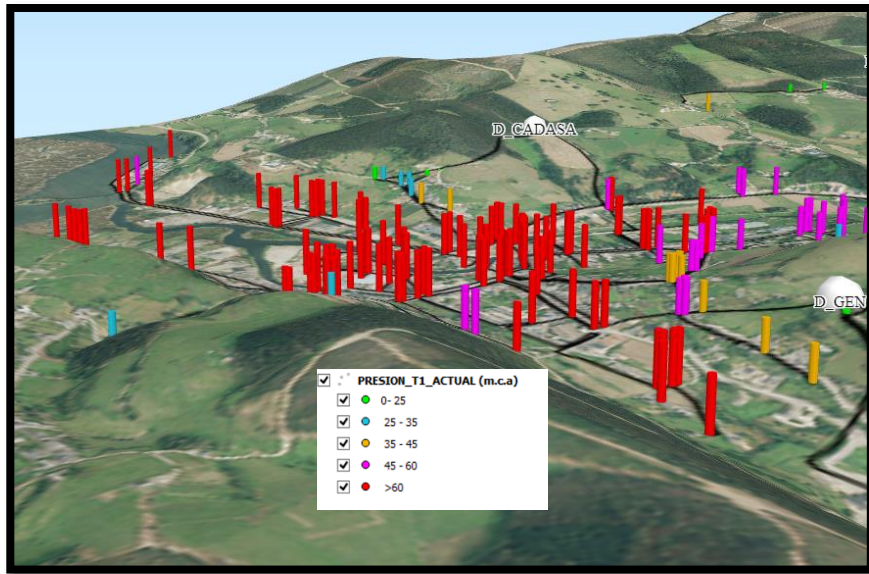 D_CADASA
D_GEN
PRESION_T1_ACTUAL (m.c.a)
0- 25
25 - 35
35 - 45
45 - 60
>60